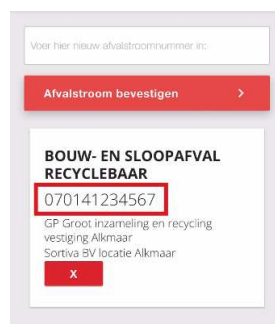 Voer hier nieuw afvalstroomnummer in:
Afvalstroom bevestigen >
BOUW- EN SLOOPAFVAL
RECYCLEBAAR
070141234567
GP Groot inzameling en recycling
vestiging Alkmaar
Sortiva BV locatie Alkmaar
X